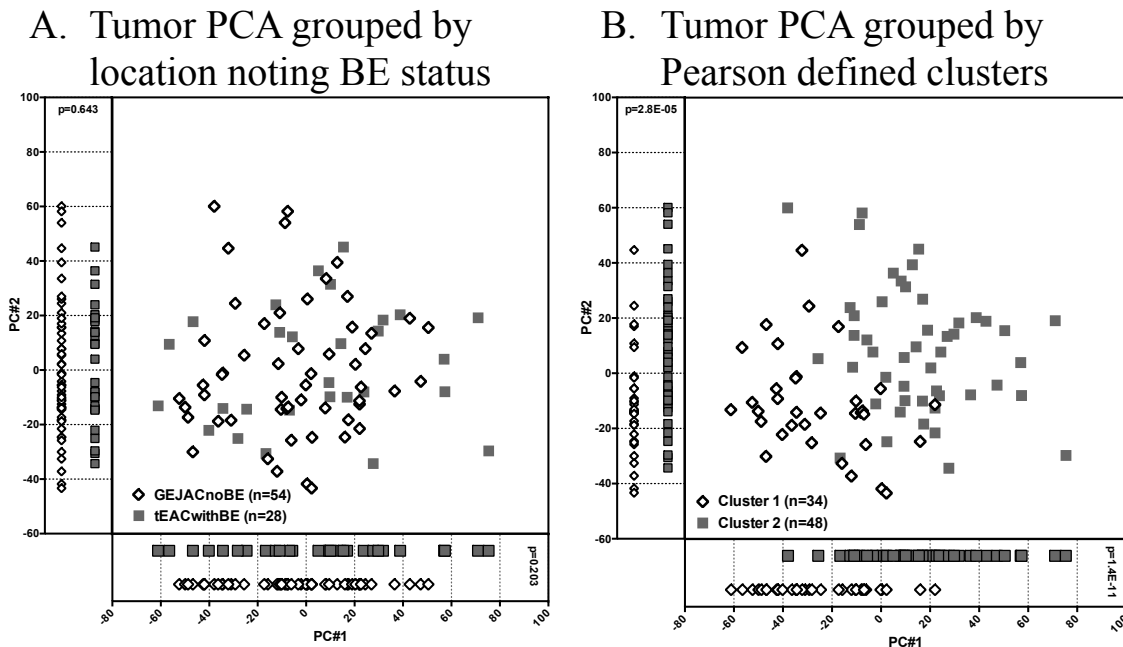 A. Tumor PCA grouped by
location noting BE status
100
80
60
40
20
0
-20
-40
-60
PC#2
p=0.643
GEJACnoBE (n=54)
tEACwithBE (n=28)
p=0.203
-80
-60
-40
-20
0
20
40
60
80
100
PC#1
B. Tumor PCA grouped by
Pearson defined clusters
100
80
60
40
20
0
-20
-40
-60
PC#2
p=2.8E-05
Cluster 1 (n=34)
Cluster 2 (n=48)
p=1.4E-11
-80
-60
-40
-20
0
20
40
60
80
100
PC#1